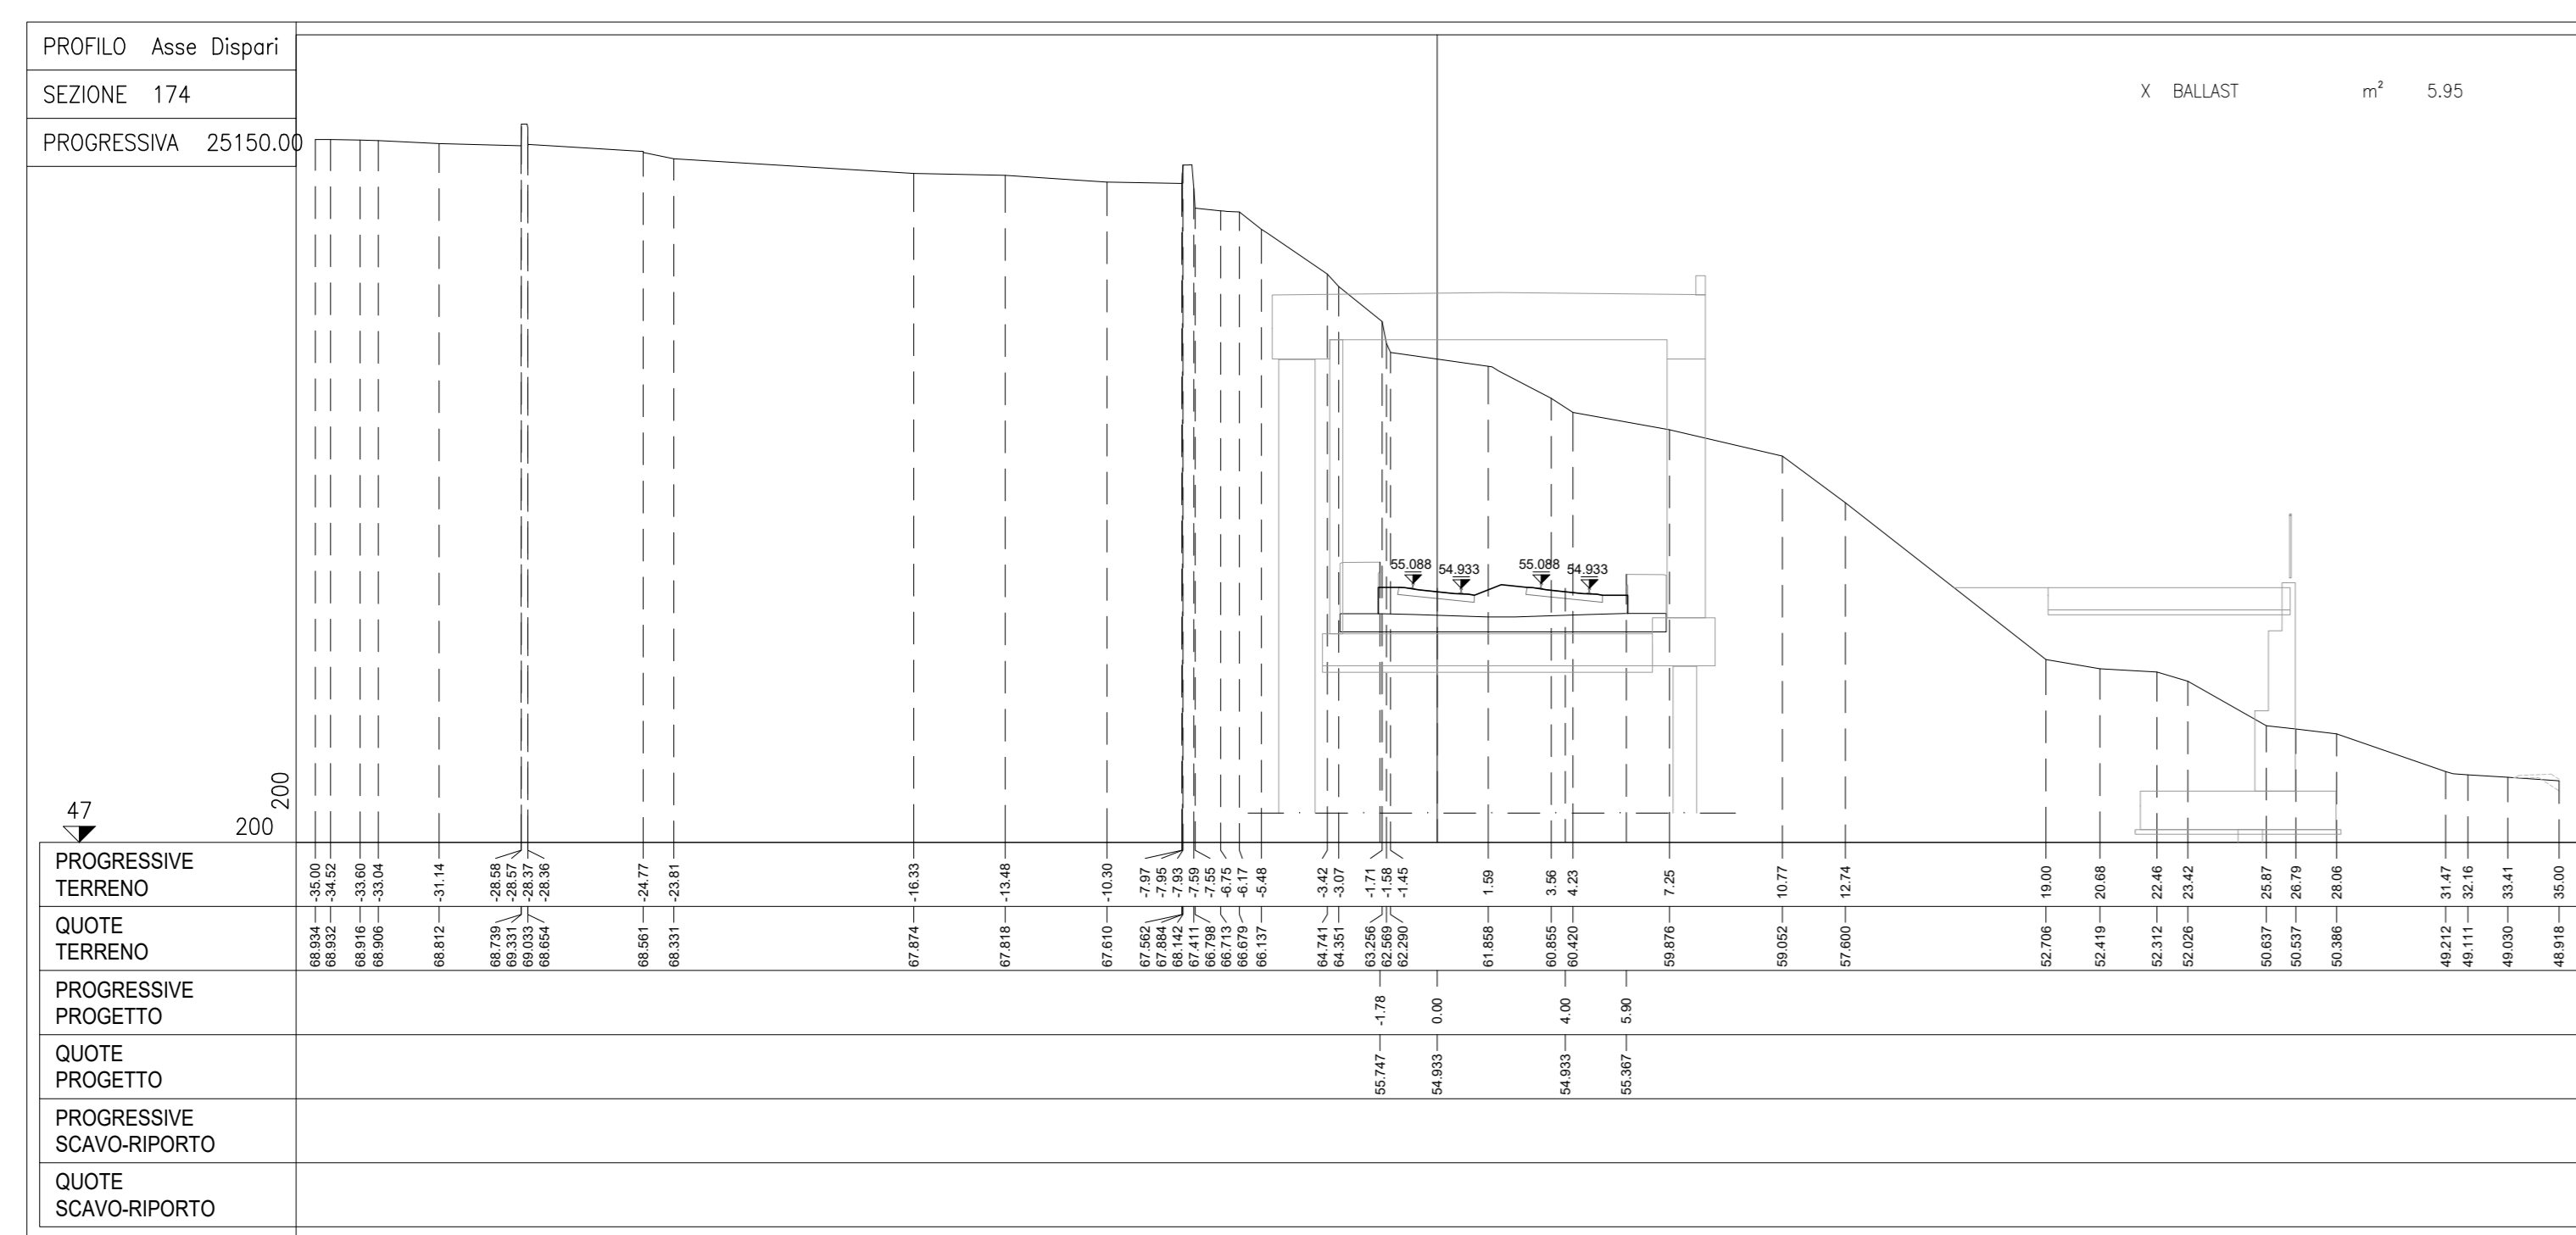 PROFILO Asse Dispari
SEZIONE 174
PROGRESSIVA 25150.00
X BALLAST m² 5.95
55.088 54.933 55.088 54.933
200
47
200
PROGRESSIVE
TERRENO
-35.00 -34.52 -33.60 -33.04 -31.14 -28.58 -28.57 -28.37 -28.36 -24.77 -23.81 -16.33 -13.48 -10.30 -7.97 -7.95 -7.93 -7.59 -7.55 -6.75 -6.17 -5.48 -3.42 -3.07 -1.71 -1.58 -1.45 1.59 3.56 4.23 7.25 10.77 12.74 19.00 20.68 22.46 23.42 25.87 26.79 28.06 31.47 32.16 33.41 35.00
QUOTE
TERRENO
68.934 68.932 68.916 68.906 68.812 68.739 69.331 69.033 68.654 68.561 68.331 67.874 67.818 67.610 67.562 67.884 68.142 67.411 66.798 66.713 66.679 66.137 64.741 64.351 63.256 62.569 62.290 61.858 60.855 60.420 59.876 59.052 57.600 52.706 52.419 52.312 52.026 50.637 50.537 50.386 49.212 49.111 49.030 48.918
PROGRESSIVE
PROGETTO
-1.78 0.00 4.00 5.90
QUOTE
PROGETTO
55.747 54.933 54.933 55.367
PROGRESSIVE
SCAVO-RIPORTO
QUOTE
SCAVO-RIPORTO